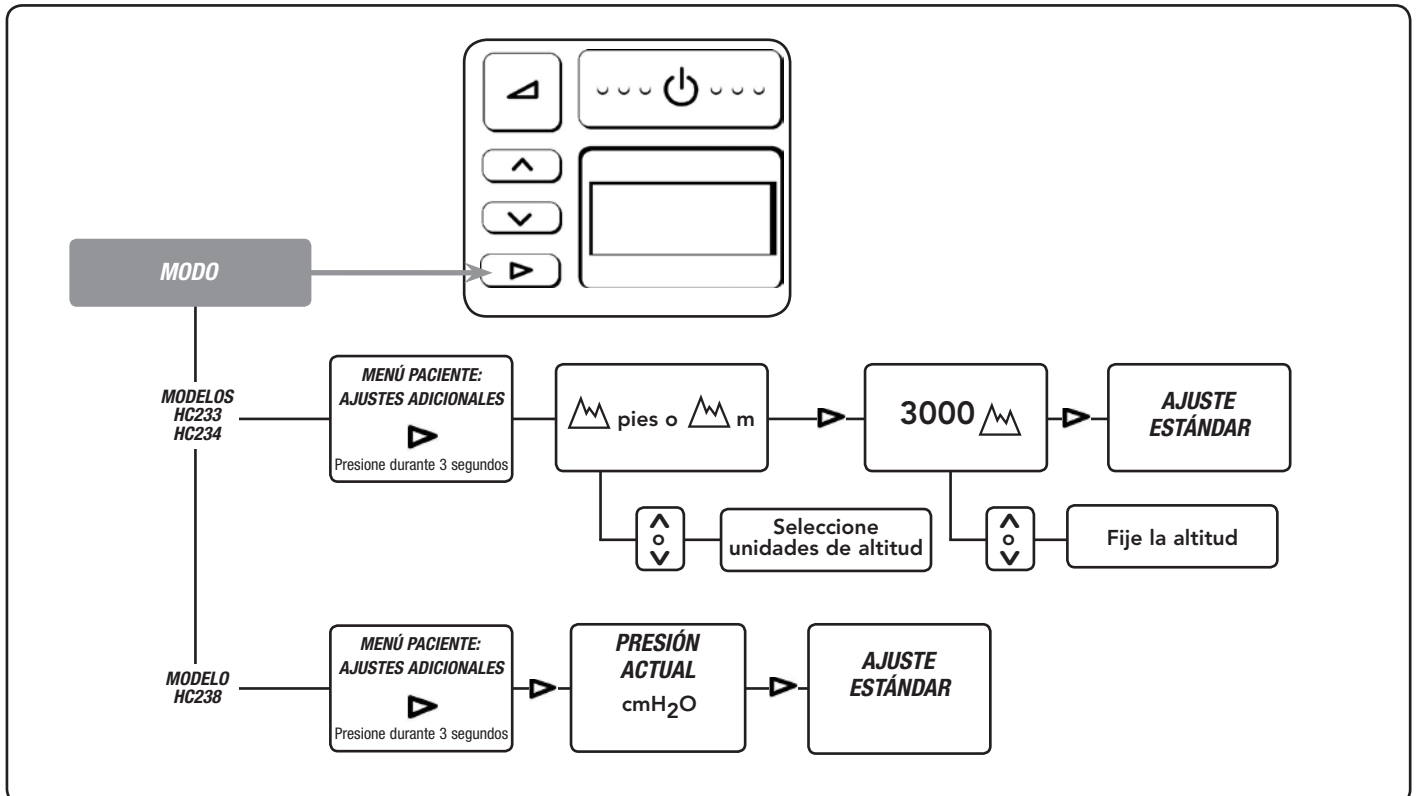 MODO
MODELOS
HC233
HC234
MENÚ PACIENTE:
AJUSTES ADICIONALES
Presione durante 3 segundos
pies o m
3000
AJUSTE
ESTÁNDAR
o
Seleccione
unidades de altitud
o
Fije la altitud
MODELO
HC238
MENÚ PACIENTE:
AJUSTES ADICIONALES
Presione durante 3 segundos
PRESIÓN
ACTUAL
cmH2O
AJUSTE
ESTÁNDAR